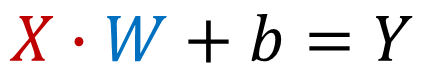 X · W + b = Y